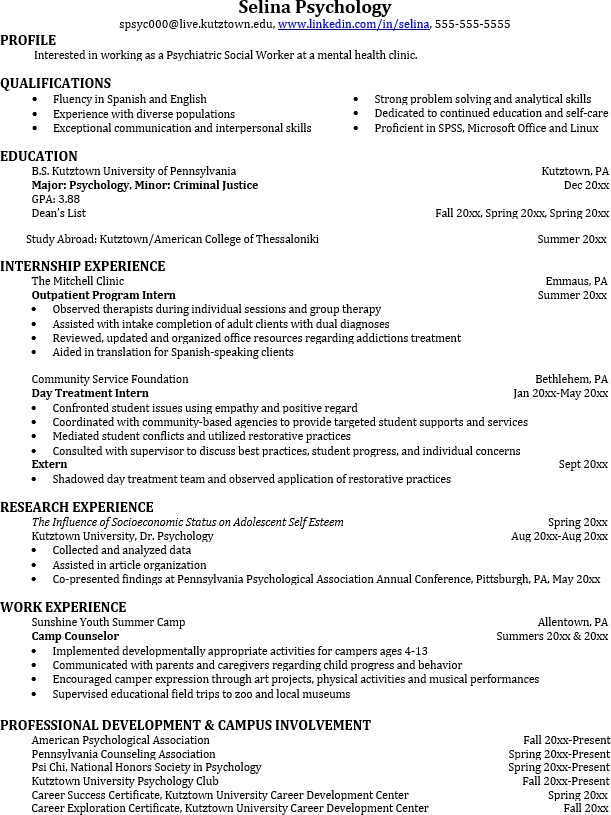 Selina Psychology
spsyc000@live.kutztown.edu, www.linkedin.com/in/selina, 555-555-5555
PROFILE
Interested in working as a Psychiatric Social Worker at a mental health clinic.
QUALIFICATIONS
• Fluency in Spanish and English
• Experience with diverse populations
• Exceptional communication and interpersonal skills
• Strong problem solving and analytical skills
• Dedicated to continued education and self-care
• Proficient in SPSS, Microsoft Office and Linux
EDUCATION
B.S. Kutztown University of Pennsylvania Kutztown, PA
Major: Psychology, Minor: Criminal Justice Dec 20xx
GPA: 3.88
Dean's List Fall 20xx, Spring 20xx, Spring 20xx
Study Abroad: Kutztown/American College of Thessaloniki Summer 20xx
INTERNSHIP EXPERIENCE
The Mitchell Clinic Emmaus, PA
Outpatient Program Intern Summer 20xx
• Observed therapists during individual sessions and group therapy
• Assisted with intake completion of adult clients with dual diagnoses
• Reviewed, updated and organized office resources regarding addictions treatment
• Aided in translation for Spanish-speaking clients
Community Service Foundation Bethlehem, PA
Day Treatment Intern Jan 20xx-May 20xx
• Confronted student issues using empathy and positive regard
• Coordinated with community-based agencies to provide targeted student supports and services
• Mediated student conflicts and utilized restorative practices
• Consulted with supervisor to discuss best practices, student progress, and individual concerns
Extern Sept 20xx
• Shadowed day treatment team and observed application of restorative practices
RESEARCH EXPERIENCE
The Influence of Socioeconomic Status on Adolescent Self Esteem Spring 20xx
Kutztown University, Dr. Psychology Aug 20xx-Aug 20xx
• Collected and analyzed data
• Assisted in article organization
• Co-presented findings at Pennsylvania Psychological Association Annual Conference, Pittsburgh, PA, May 20xx
WORK EXPERIENCE
Sunshine Youth Summer Camp Allentown, PA
Camp Counselor Summers 20xx & 20xx
• Implemented developmentally appropriate activities for campers ages 4-13
• Communicated with parents and caregivers regarding child progress and behavior
• Encouraged camper expression through art projects, physical activities and musical performances
• Supervised educational field trips to zoo and local museums
PROFESSIONAL DEVELOPMENT & CAMPUS INVOLVEMENT
American Psychological Association Fall 20xx-Present
Pennsylvania Counseling Association Spring 20xx-Present
Psi Chi, National Honors Society in Psychology Spring 20xx-Present
Kutztown University Psychology Club Fall 20xx-Present
Career Success Certificate, Kutztown University Career Development Center Spring 20xx
Career Exploration Certificate, Kutztown University Career Development Center Fall 20xx